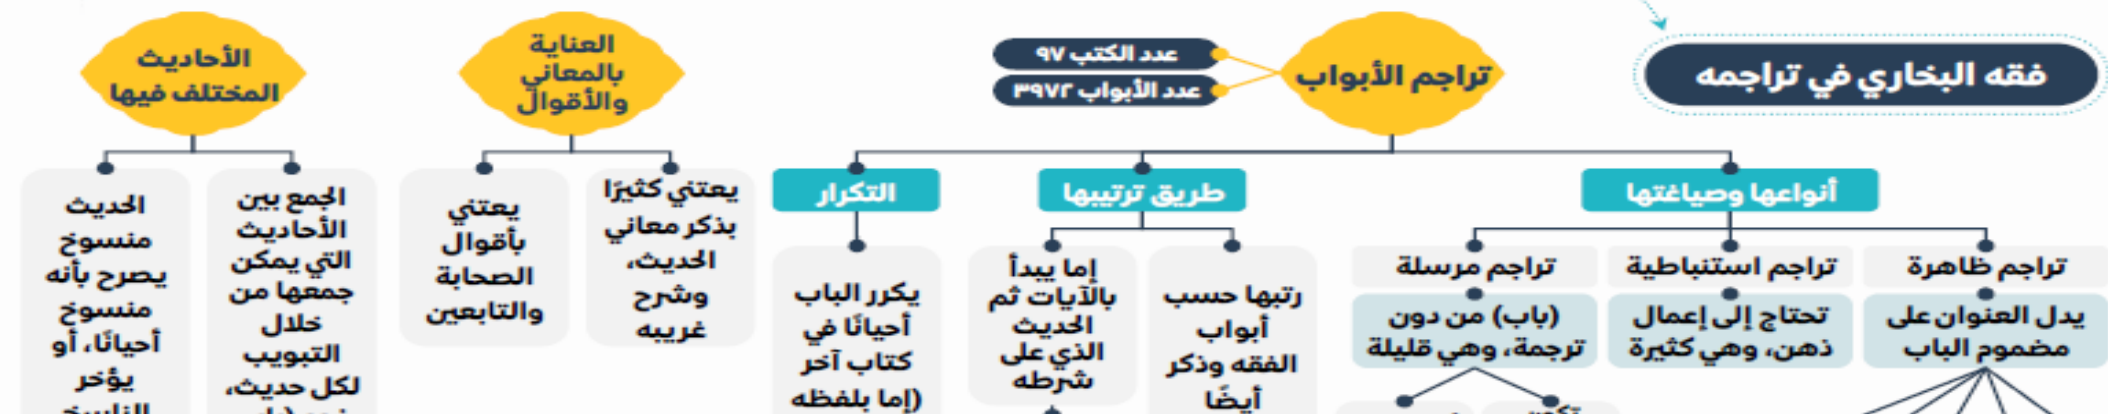 فقه البخاري في تراجمه
تراجم الأبواب
عدد الكتب ٩٧
عدد الأبواب ٣٩٧٢
أنواعها وصياغتها
تراجم ظاهرة
يدل العنوان على
مضموم الباب
تراجم استنباطية
تحتاج إلى إعمال
ذهن، وهي كثيرة
تراجم مرسلة
(باب) من دون
ترجمة، وهي قليلة
طريق ترتيبها
رتبها حسب
أبواب
الفقه وذكر
أيضًا
إما يبدأ
بالآيات ثم
الحديث
الذي على
شرطه
التكرار
يكرر الباب
أحيانًا في
كتاب آخر
(إما بلفظه
العناية
بالمعاني
والأقوال
يعتني كثيرًا
بذكر معاني
الحديث،
وشرح
غريبه
يعتني
بأقوال
الصحابة
والتابعين
الأحاديث
المختلف فيها
الجمع بين
الأحاديث
التي يمكن
جمعها من
خلال
التبويب
لكل حديث،
الحديث
منسوخ
يصرح بأنه
منسوخ
أحيانًا، أو
يؤخر